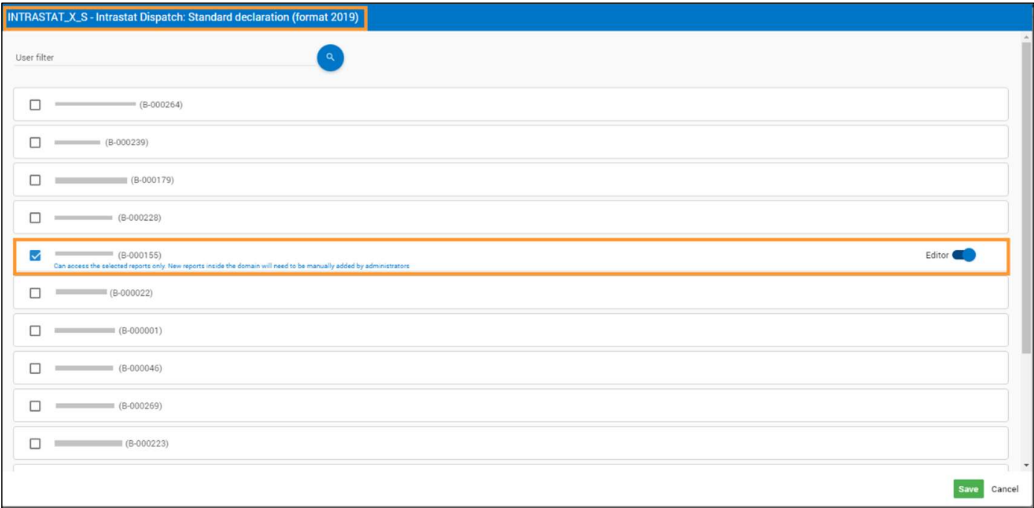 INTRASTAT_X_S - Intrastat Dispatch: Standard declaration (format 2019)
User filter
(B-000264)
(B-000239)
(B-000179)
(B-000228)
(B-000155)
Editor
Can access the selected reports only. New reports inside the domain will need to be manually added by administrators
(B-000022)
(B-000001)
(B-000046)
(B-000269)
(B-000223)
Save Cancel